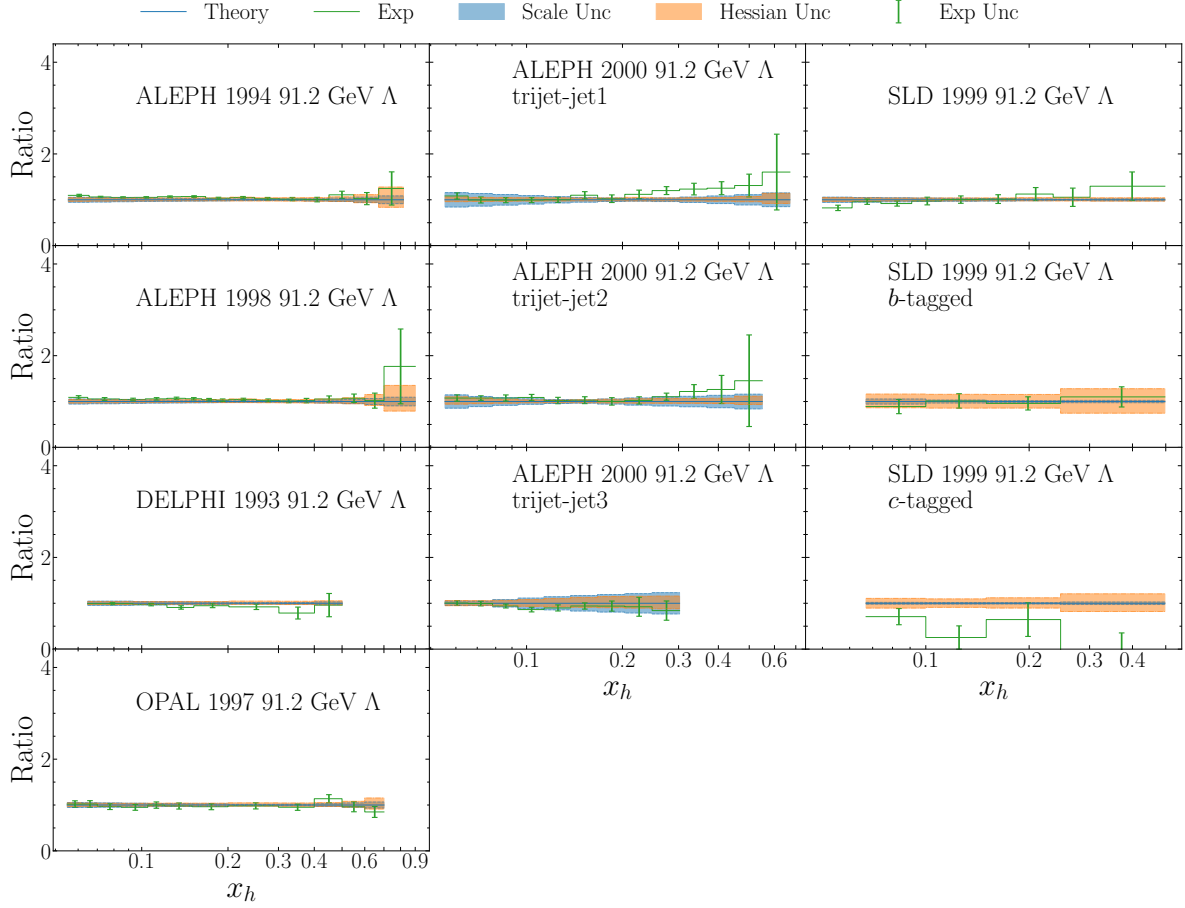 Theory Exp Scale Unc Hessian Unc Exp Unc
Ratio
4
2
0
ALEPH 1994 91.2 GeV Λ
ALEPH 2000 91.2 GeV Λ
trijet-jet1
SLD 1999 91.2 GeV Λ
Ratio
4
2
0
ALEPH 1998 91.2 GeV Λ
ALEPH 2000 91.2 GeV Λ
trijet-jet2
SLD 1999 91.2 GeV Λ
b-tagged
Ratio
4
2
0
DELPHI 1993 91.2 GeV Λ
ALEPH 2000 91.2 GeV Λ
trijet-jet3
0.1 0.2 0.3 0.4 0.6
x_h
SLD 1999 91.2 GeV Λ
c-tagged
0.1 0.2 0.3 0.4
x_h
Ratio
4
2
0
OPAL 1997 91.2 GeV Λ
0.1 0.2 0.3 0.4 0.6 0.9
x_h